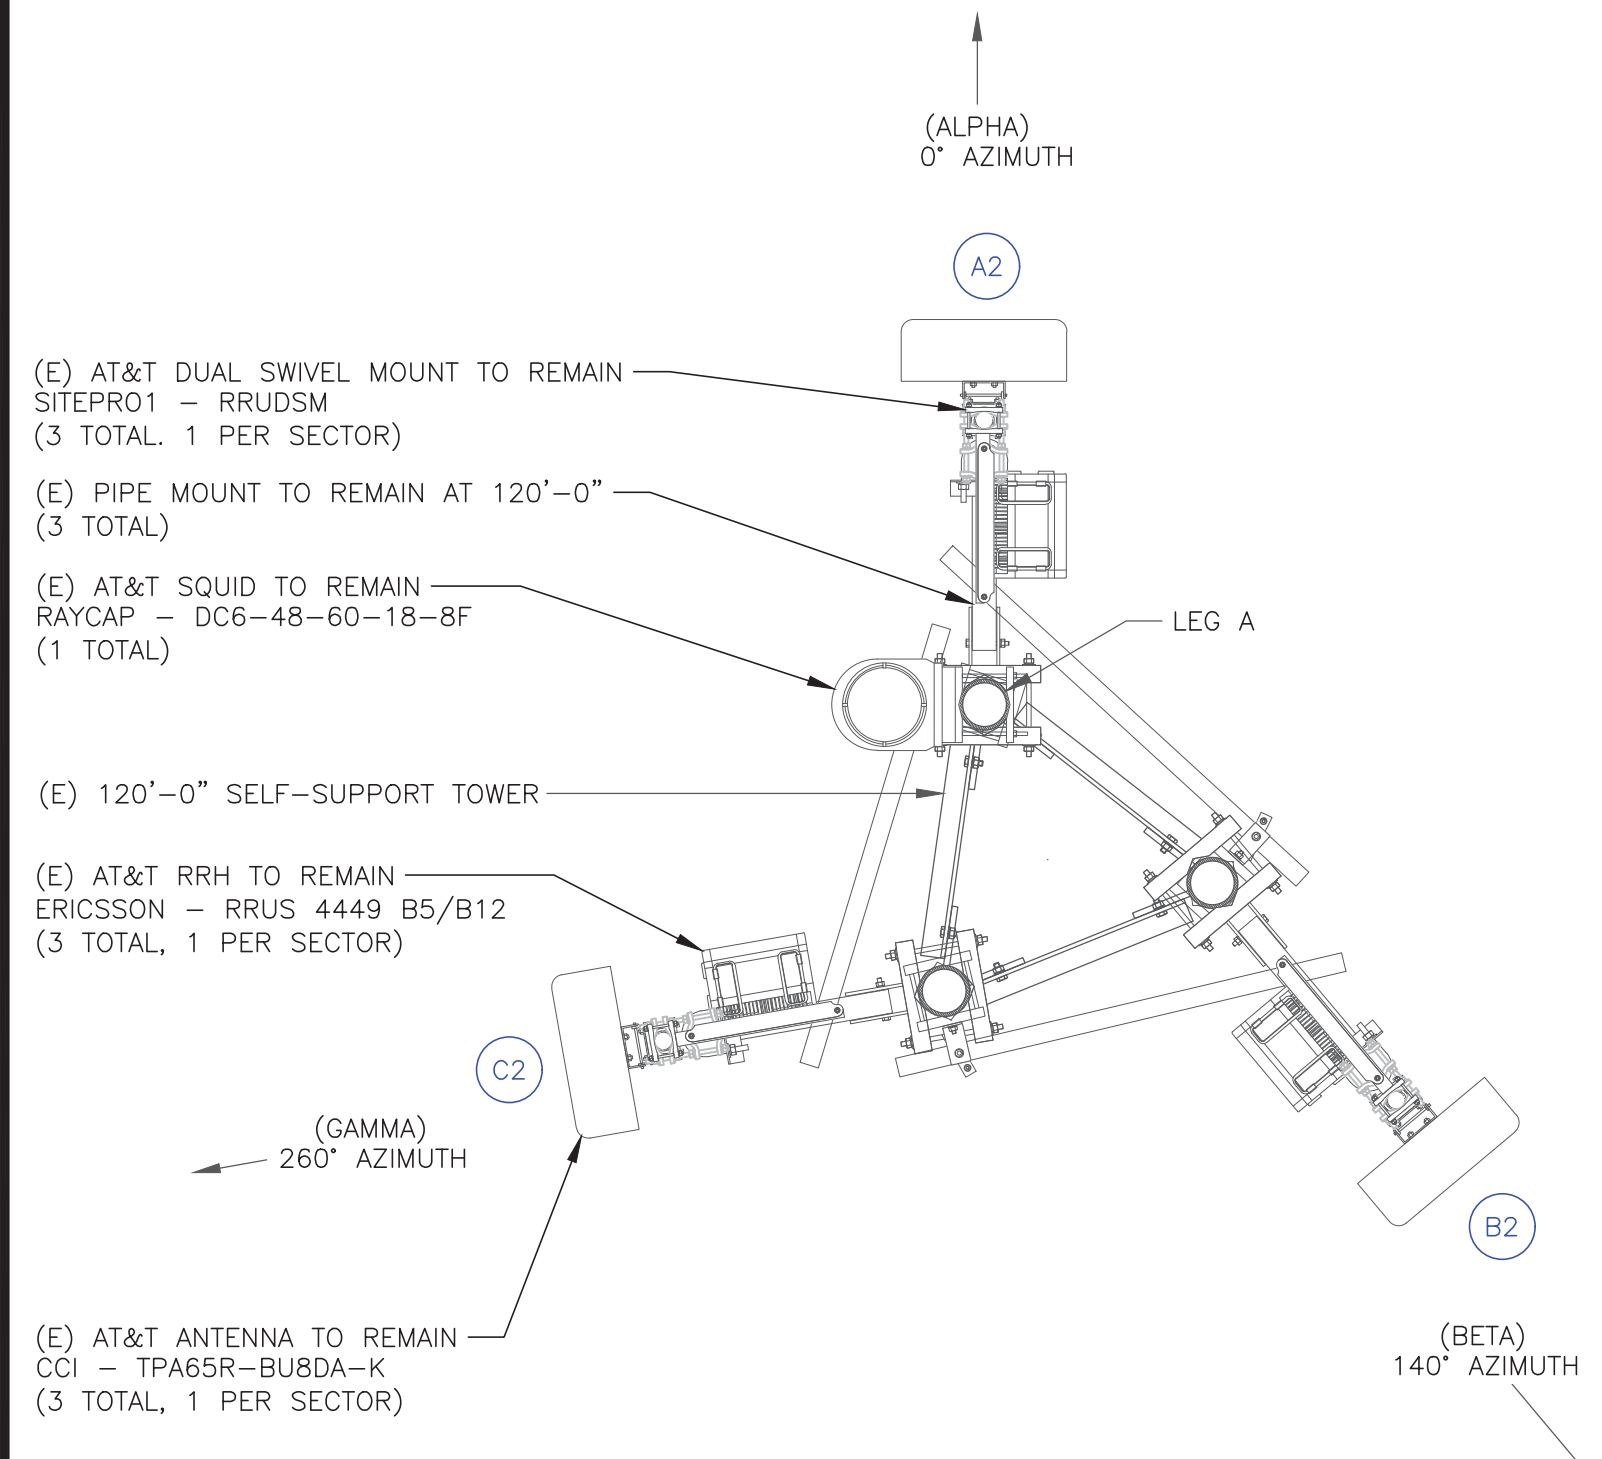 (ALPHA)
0° AZIMUTH
A2
(E) AT&T DUAL SWIVEL MOUNT TO REMAIN
SITEPRO1 – RRUDSM
(3 TOTAL. 1 PER SECTOR)
(E) PIPE MOUNT TO REMAIN AT 120'–0"
(3 TOTAL)
(E) AT&T SQUID TO REMAIN
RAYCAP – DC6–48–60–18–8F
(1 TOTAL)
LEG A
(E) 120'–0" SELF–SUPPORT TOWER
(E) AT&T RRH TO REMAIN
ERICSSON – RRUS 4449 B5/B12
(3 TOTAL, 1 PER SECTOR)
C2
(GAMMA)
260° AZIMUTH
B2
(E) AT&T ANTENNA TO REMAIN
CCI – TPA65R–BU8DA–K
(3 TOTAL, 1 PER SECTOR)
(BETA)
140° AZIMUTH